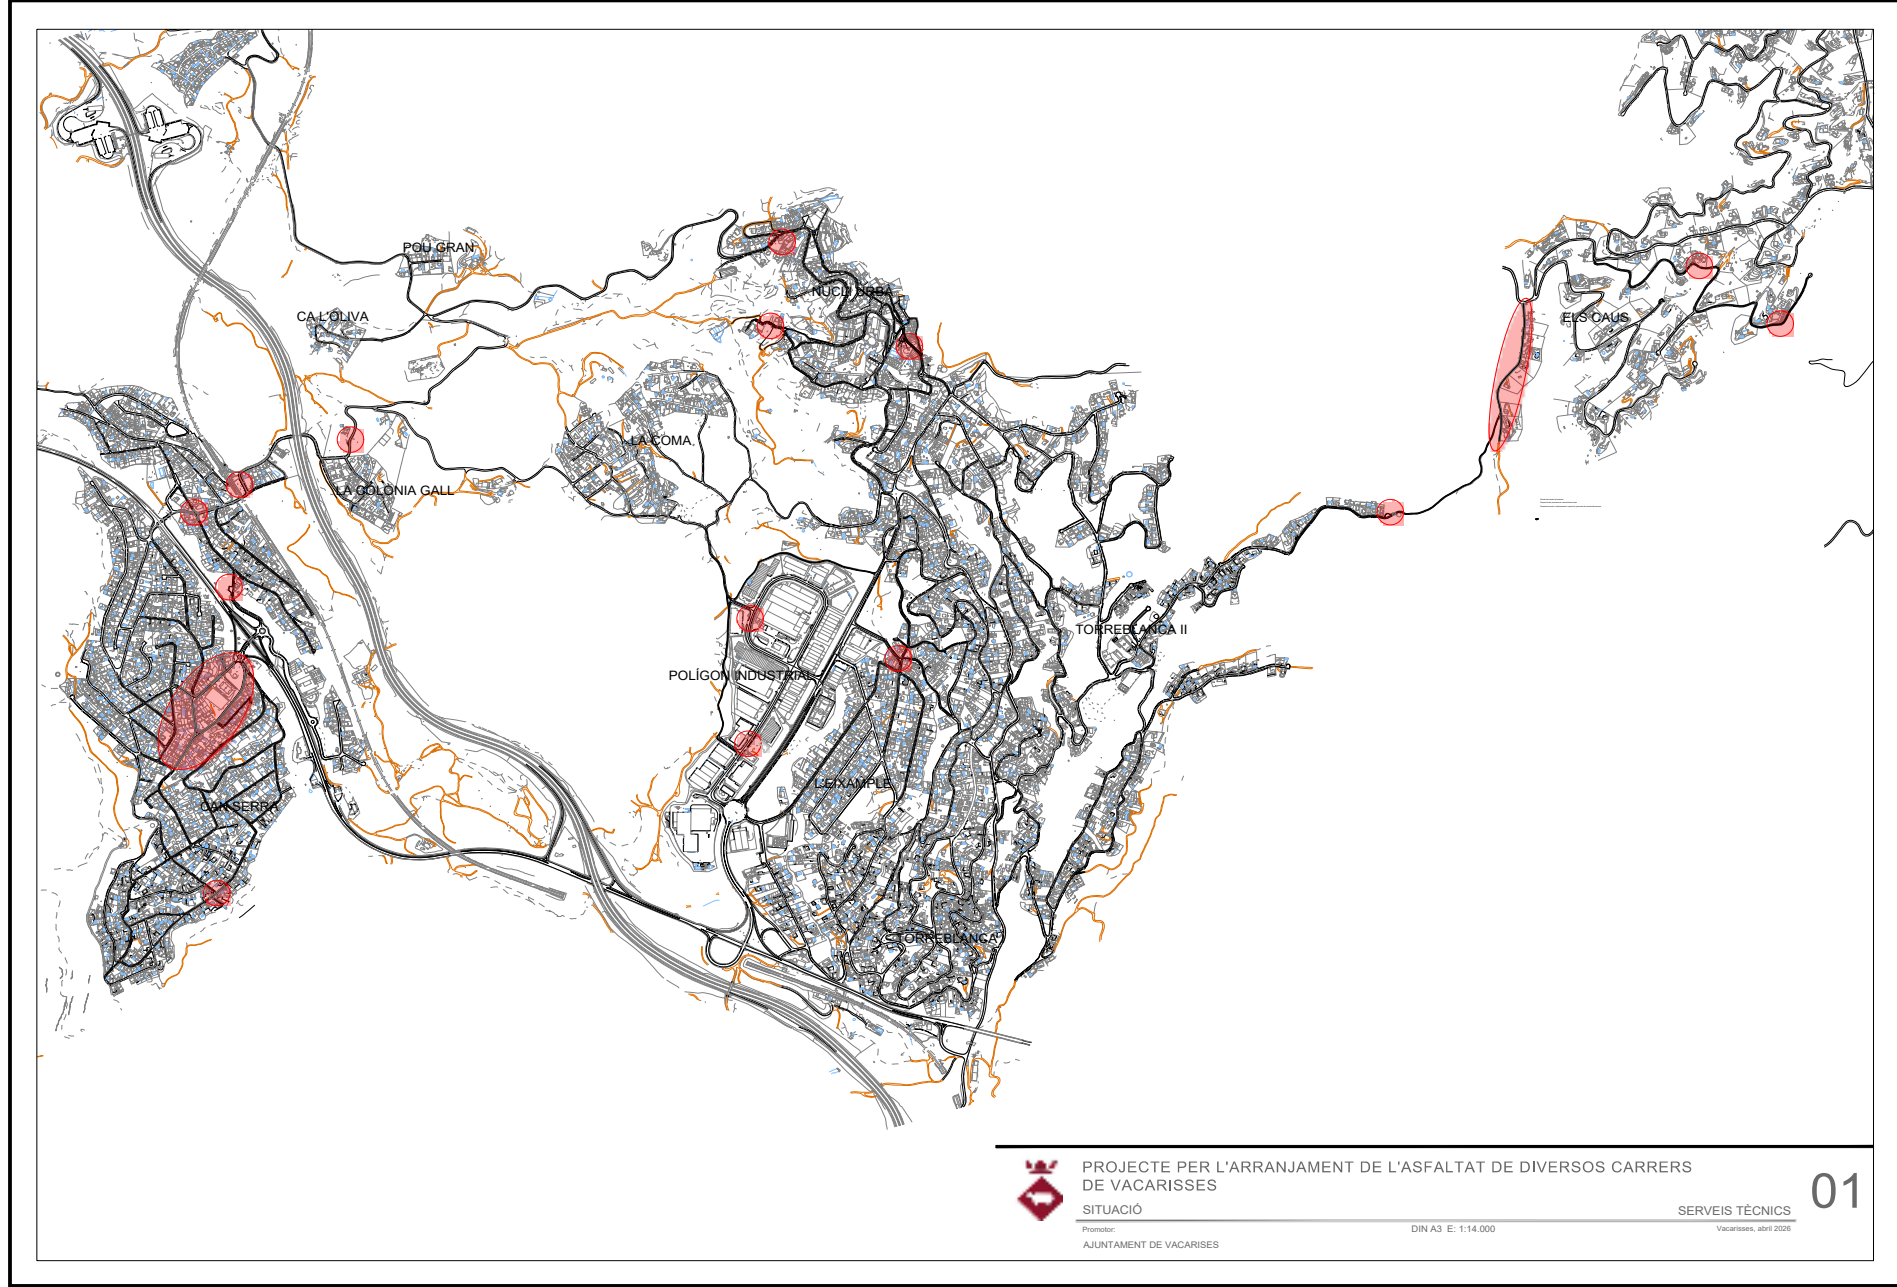 POU GRAN
NUCLI URBÀ
CA L'OLIVA
ELS CAUS
LA COMA
LA COLONIA GALL
TORREBLANCA II
POLÍGON INDUSTRIAL
L'EIXAMPLE
CAN SERRA
TORREBLANCA
PROJECTE PER L'ARRANJAMENT DE L'ASFALTAT DE DIVERSOS CARRERS
DE VACARISSES
01
SITUACIÓ
SERVEIS TÈCNICS
Promotor:
DIN A3 E: 1:14.000
Vacarisses, abril 2026
AJUNTAMENT DE VACARISES